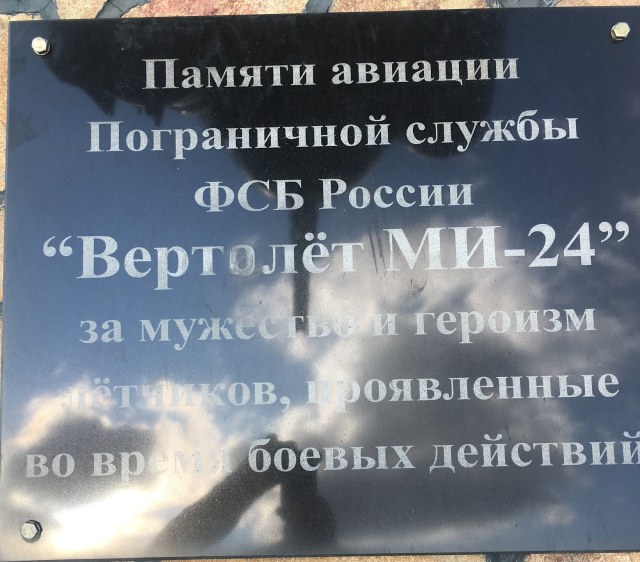 Памяти авиации
Пограничной службы
ФСБ России
“Вертолёт МИ-24”
за мужество и героизм
лётчиков, проявленные
во время боевых действий